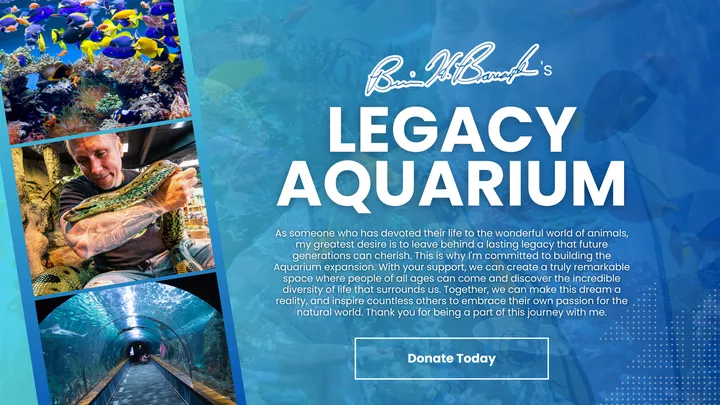 's
LEGACY
AQUARIUM
As someone who has devoted their life to the wonderful world of animals,
my greatest desire is to leave behind a lasting legacy that future
generations can cherish. This is why I'm committed to building the
Aquarium expansion. With your support, we can create a truly remarkable
space where people of all ages can come and discover the incredible
diversity of life that surrounds us. Together, we can make this dream a
reality, and inspire countless others to embrace their own passion for the
natural world. Thank you for being a part of this journey with me.
Donate Today